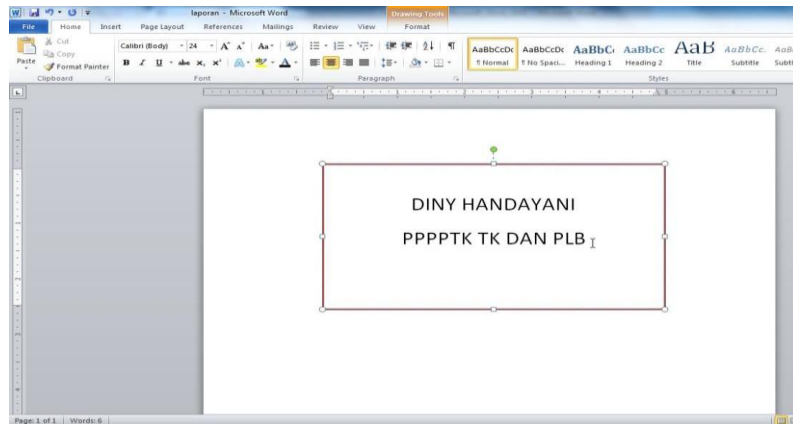 laporan - Microsoft Word
Drawing Tools
File Home Insert Page Layout References Mailings Review View Format
Cut
Copy
Format Painter
Paste
Calibri (Body) 24
AaBbCcDc AaBbCcDc AaBbC AaBbCc AaB AaBbCc.
¶ Normal ¶ No Spaci... Heading 1 Heading 2 Title Subtitle
Clipboard Font Paragraph Styles
DINY HANDAYANI
PPPPTK TK DAN PLB
Page: 1 of 1 Words: 6